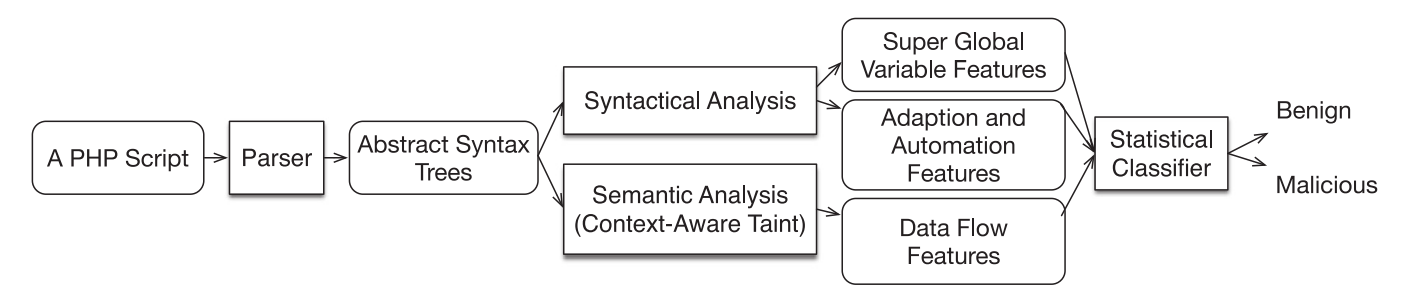 A PHP Script
Parser
Abstract Syntax
Trees
Syntactical Analysis
Semantic Analysis
(Context-Aware Taint)
Super Global
Variable Features
Adaption and
Automation
Features
Data Flow
Features
Statistical
Classifier
Benign
Malicious